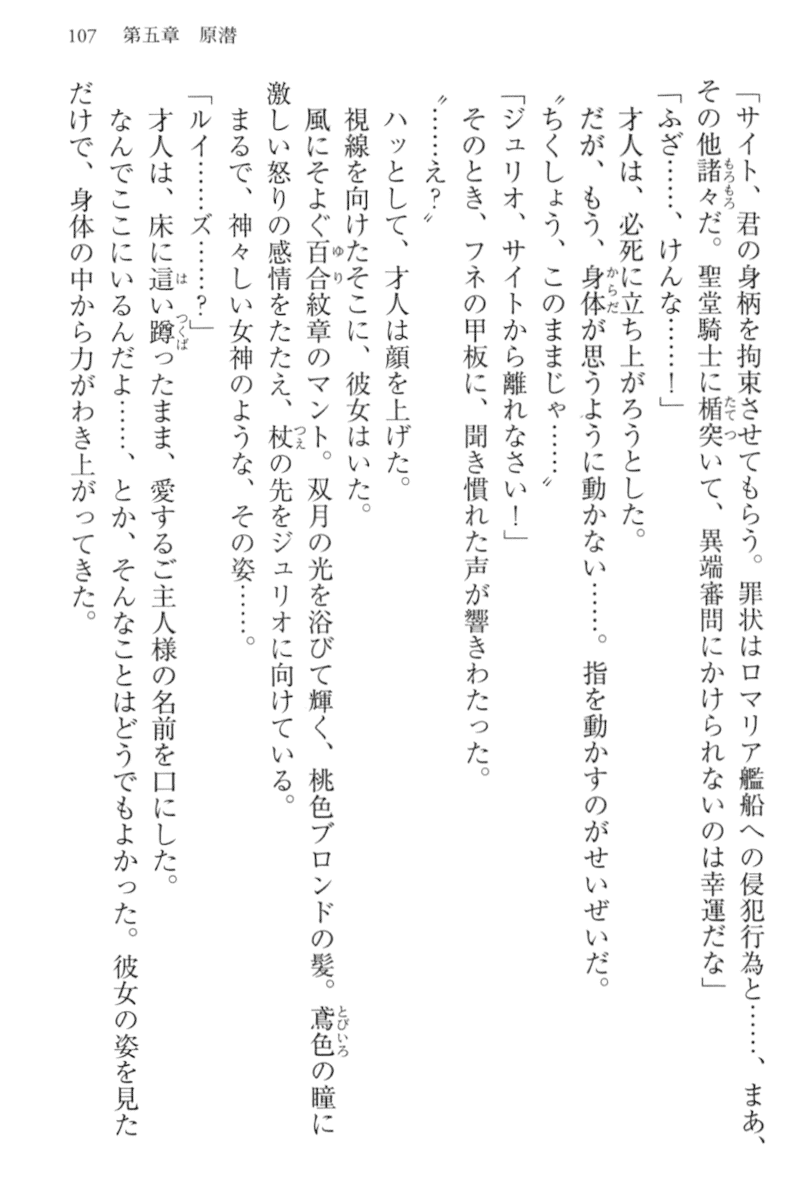 107　第五章　原潜
「サイト、君の身柄を拘束させてもらう。罪状はロマリア艦船への侵犯行為と……、まあ、
その他諸々だ。聖堂騎士に楯突いて、異端審問にかけられないのは幸運だな」
「ふざ……、けんな……！」
　才人は、必死に立ち上がろうとした。
　だが、もう、身体が思うように動かない……。指を動かすのがせいぜいだ。
〝ちくしょう、このままじゃ……〟
「ジュリオ、サイトから離れなさい！」
　そのとき、フネの甲板に、聞き慣れた声が響きわたった。
〝……え？〟
　ハッとして、才人は顔を上げた。
　視線を向けたそこに、彼女はいた。
　風にそよぐ百合紋章のマント。双月の光を浴びて輝く、桃色ブロンドの髪。鳶色の瞳に
激しい怒りの感情をたたえ、杖の先をジュリオに向けている。
　まるで、神々しい女神のような、その姿……。
「ルイ……ズ……？」
　才人は、床に這い蹲ったまま、愛するご主人様の名前を口にした。
　なんでここにいるんだよ……、とか、そんなことはどうでもよかった。彼女の姿を見た
だけで、身体の中から力がわき上がってきた。